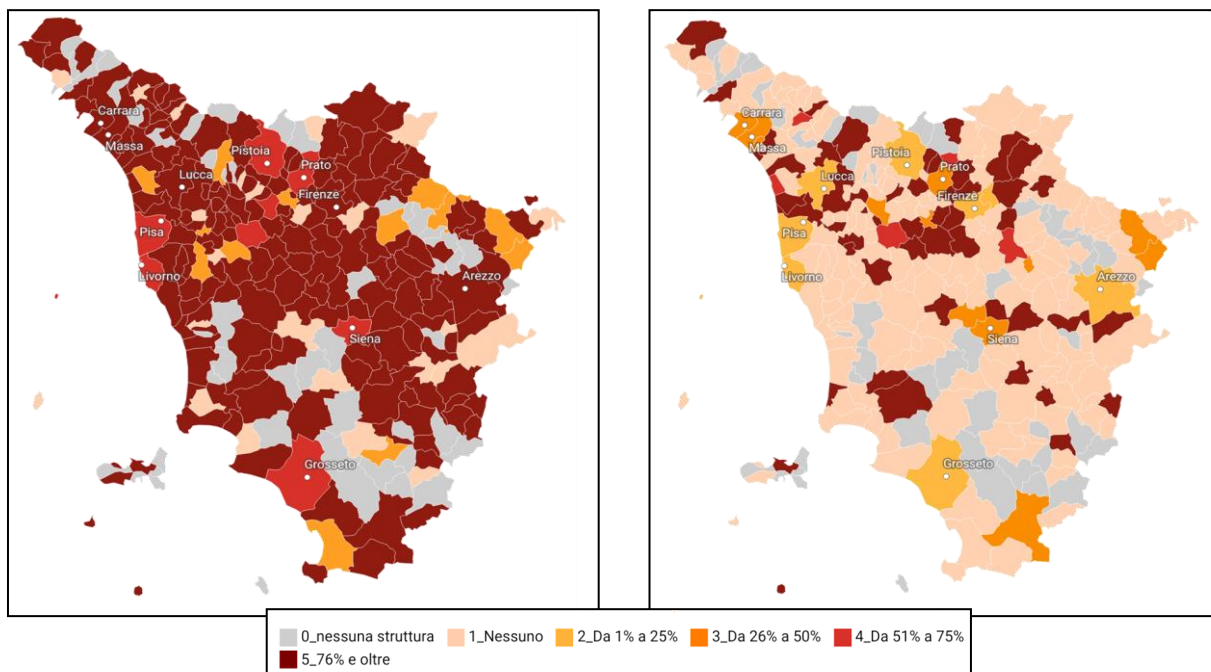 Carrara
Massa
Pistoia
Prato
Lucca
Firenze
Pisa
Livorno
Arezzo
Siena
Grosseto
Carrara
Massa
Pistoia
Prato
Lucca
Firenze
Pisa
Livorno
Arezzo
Siena
Grosseto
0_nessuna struttura 1_Nessuno 2_Da 1% a 25% 3_Da 26% a 50% 4_Da 51% a 75%
5_76% e oltre